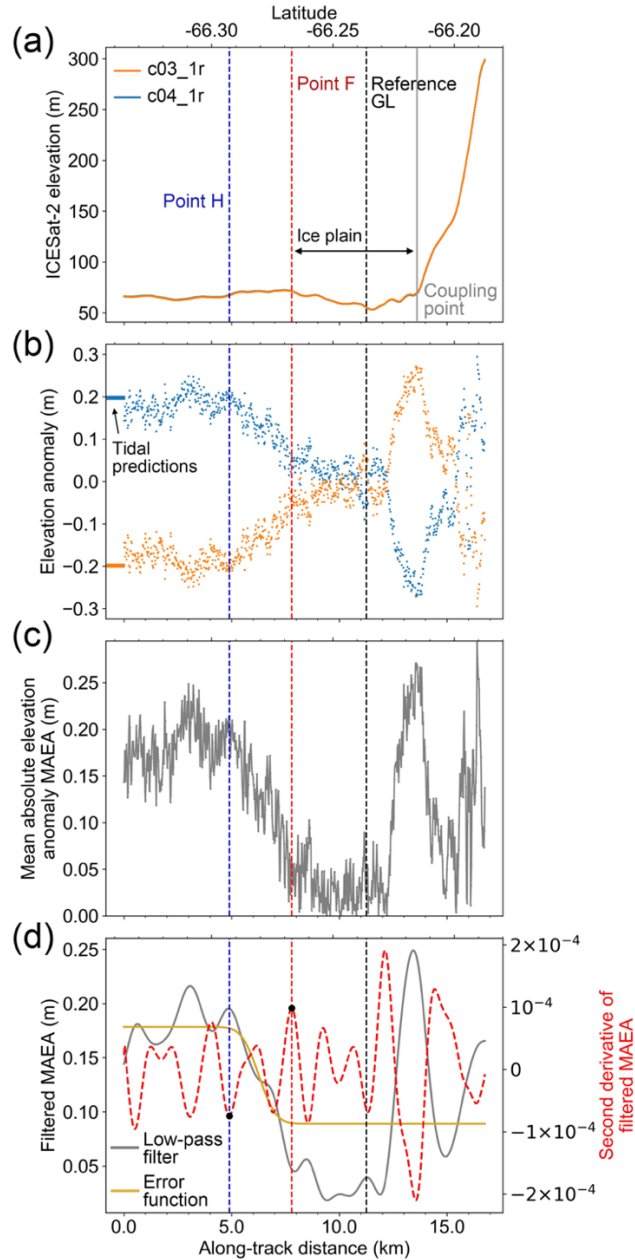 Latitude
-66.300 -66.250 -66.200
(a)
300
250
200
150
100
50
ICESat-2 elevation (m)
c03_1r
c04_1r
Point H
Point F
Reference
GL
Ice plain
Coupling
point
(b)
0.3
0.2
0.1
0.0
−0.1
−0.2
−0.3
Elevation anomaly (m)
Tidal
predictions
(c)
0.25
0.20
0.15
0.10
0.05
0.00
Mean absolute elevation
anomaly MAEA (m)
(d)
0.25
0.20
0.15
0.10
0.05
Filtered MAEA (m)
Low-pass
filter
Error
function
2×10⁻⁴
10⁻⁴
0
−1×10⁻⁴
−2×10⁻⁴
Second derivative of
filtered MAEA
0.0 5.0 10.0 15.0
Along-track distance (km)